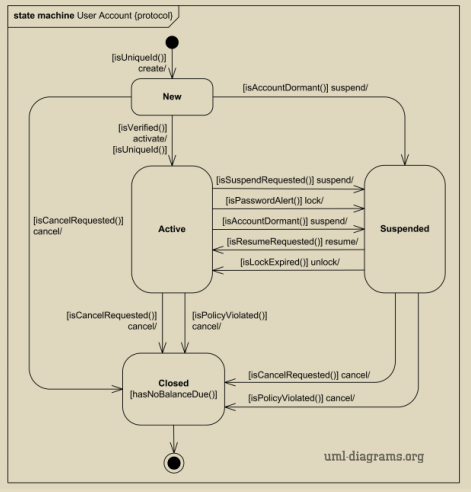 state machine User Account {protocol}
[isUniqueId()]
create/
New
[isAccountDormant()] suspend/
[isVerified()]
activate/
[isUniqueId()]
[isSuspendRequested()] suspend/
[isPasswordAlert()] lock/
[isCancelRequested()]
cancel/
Active
[isAccountDormant()] suspend/
Suspended
[isResumeRequested()] resume/
[isLockExpired()] unlock/
[isCancelRequested()]
cancel/
[isPolicyViolated()]
cancel/
Closed
[hasNoBalanceDue()]
[isCancelRequested()] cancel/
[isPolicyViolated()] cancel/
uml-diagrams.org